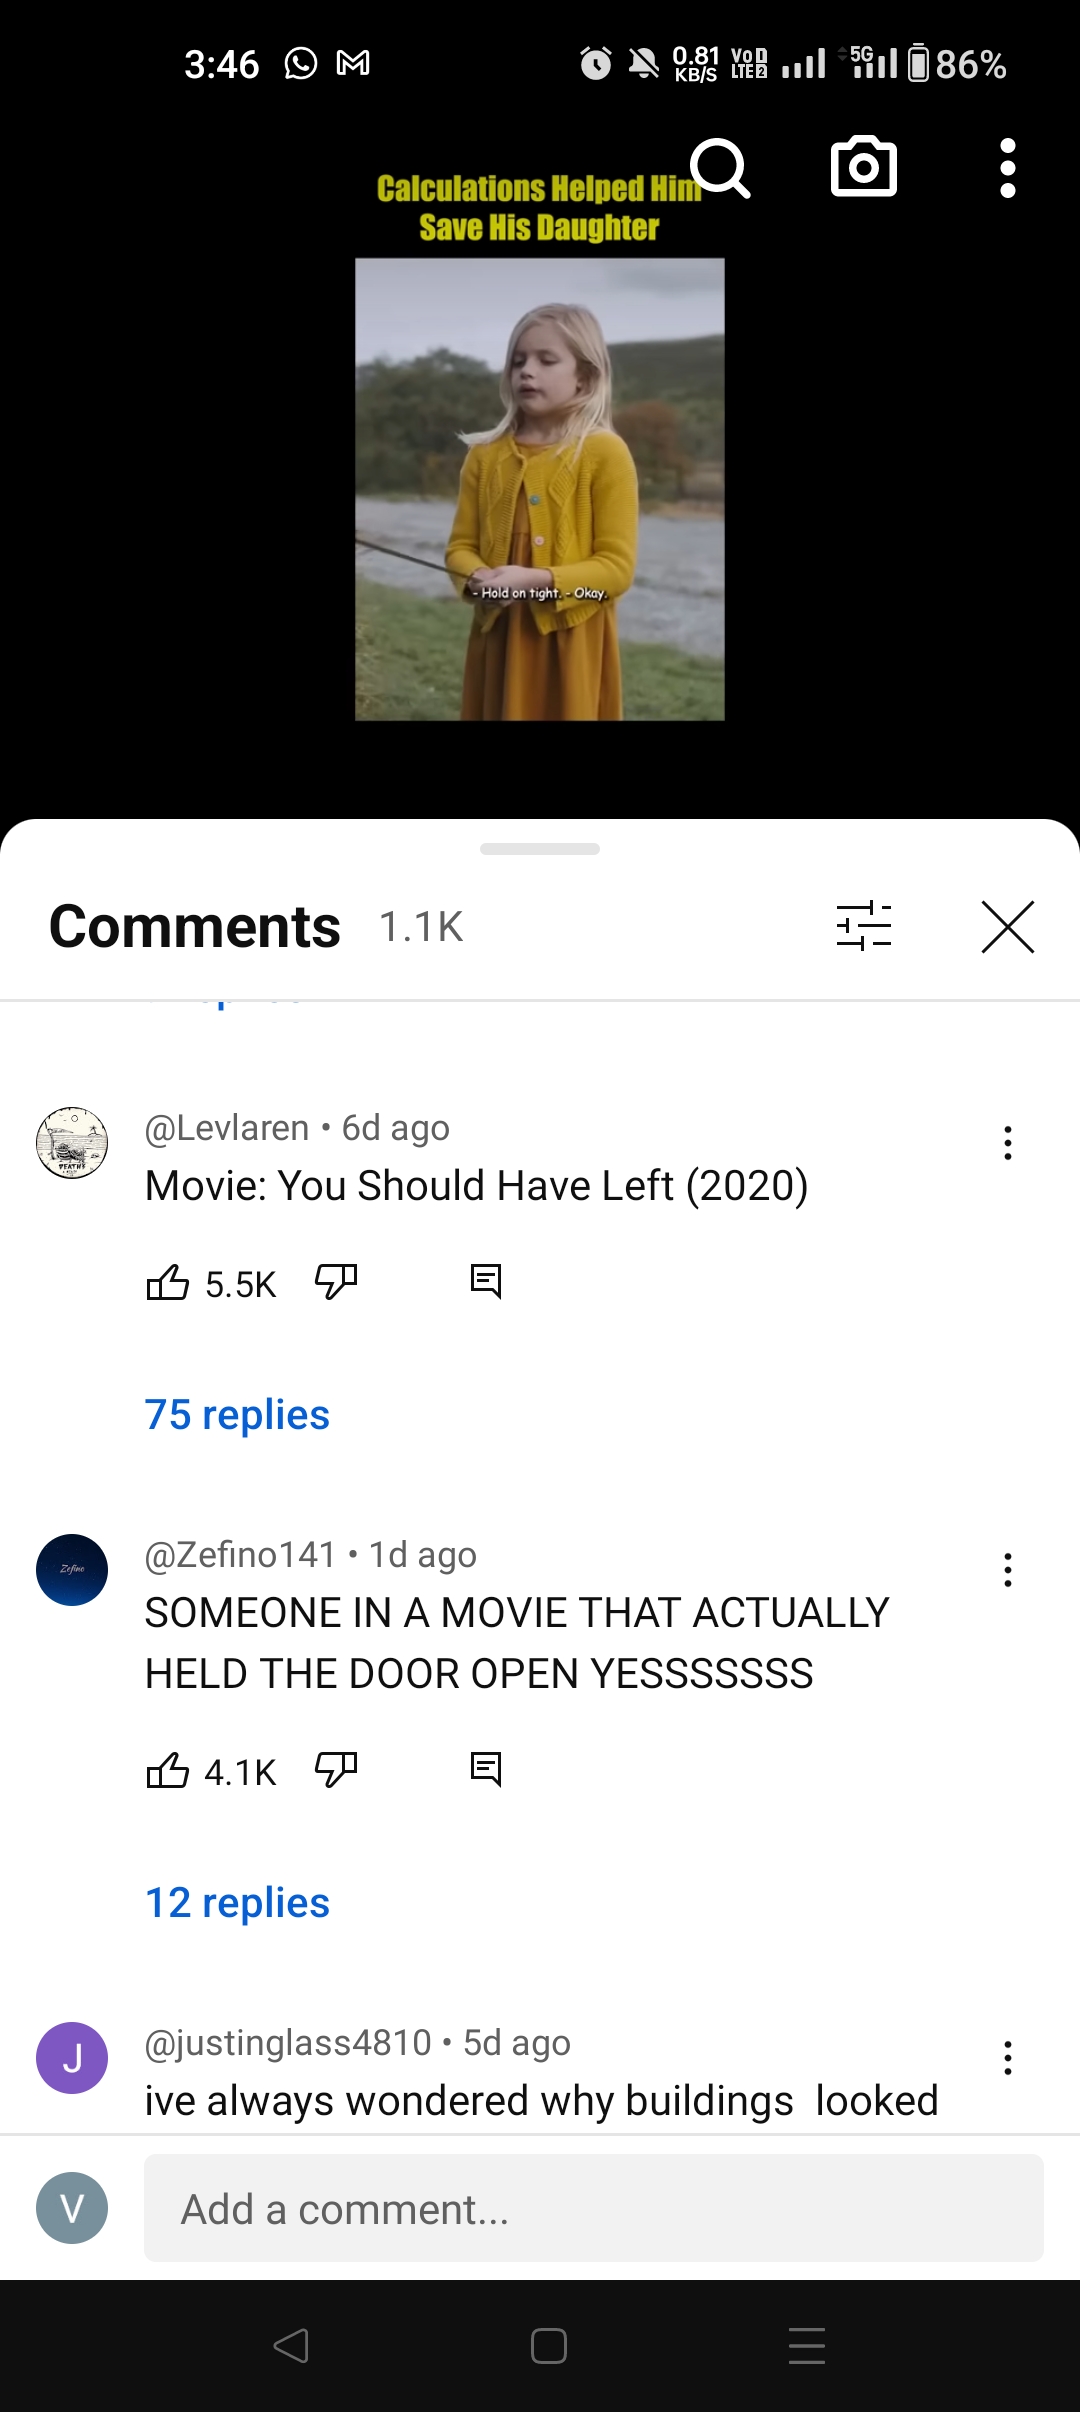 3:46
0.81
KB/S
VoD
LTE2
5G
86%
Calculations Helped Him
Save His Daughter
- Hold on tight. - Okay.
Comments 1.1K
@Levlaren • 6d ago
Movie: You Should Have Left (2020)
5.5K
75 replies
Zefino
@Zefino141 • 1d ago
SOMEONE IN A MOVIE THAT ACTUALLY
HELD THE DOOR OPEN YESSSSSSS
4.1K
12 replies
J
@justinglass4810 • 5d ago
ive always wondered why buildings  looked
V
Add a comment...